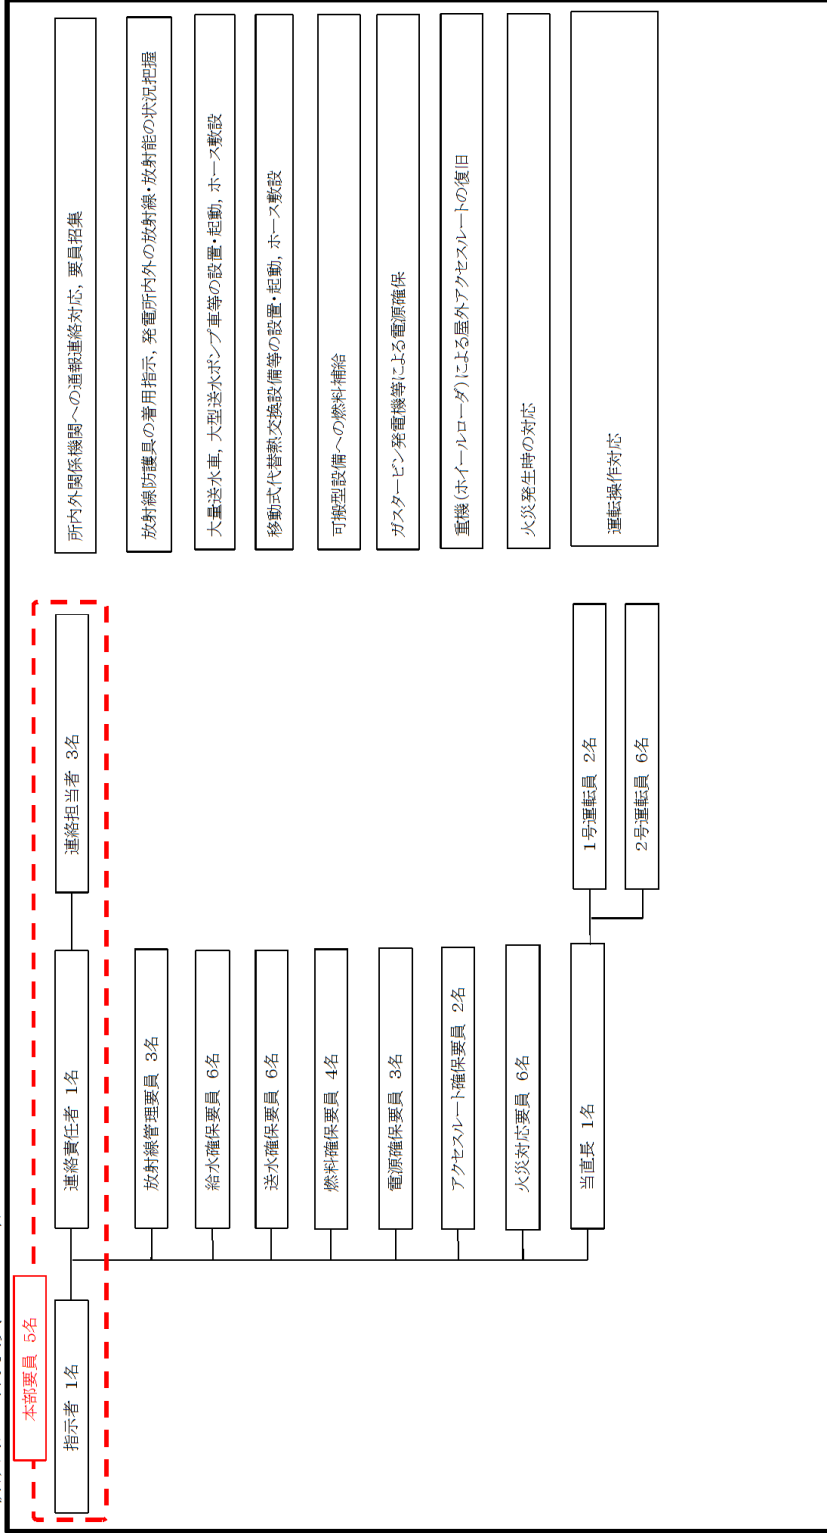 本部要員 5名
指示者 1名
連絡責任者 1名
連絡担当者 3名
所内外関係機関への通報連絡対応, 要員招集
放射線管理要員 3名
放射線防護具の着用指示, 発電所内外の放射線・放射能の状況把握
給水確保要員 6名
大量送水車, 大型送水ポンプ車等の設置・起動, ホース敷設
送水確保要員 6名
移動式代替熱交換設備等の設置・起動, ホース敷設
燃料確保要員 4名
可搬型設備への燃料補給
電源確保要員 3名
ガスタービン発電機等による電源確保
アクセスルート確保要員 2名
重機(ホイールローダ)による屋外アクセスルートの復旧
火災対応要員 6名
火災発生時の対応
当直長 1名
1号運転員 2名
2号運転員 6名
運転操作対応